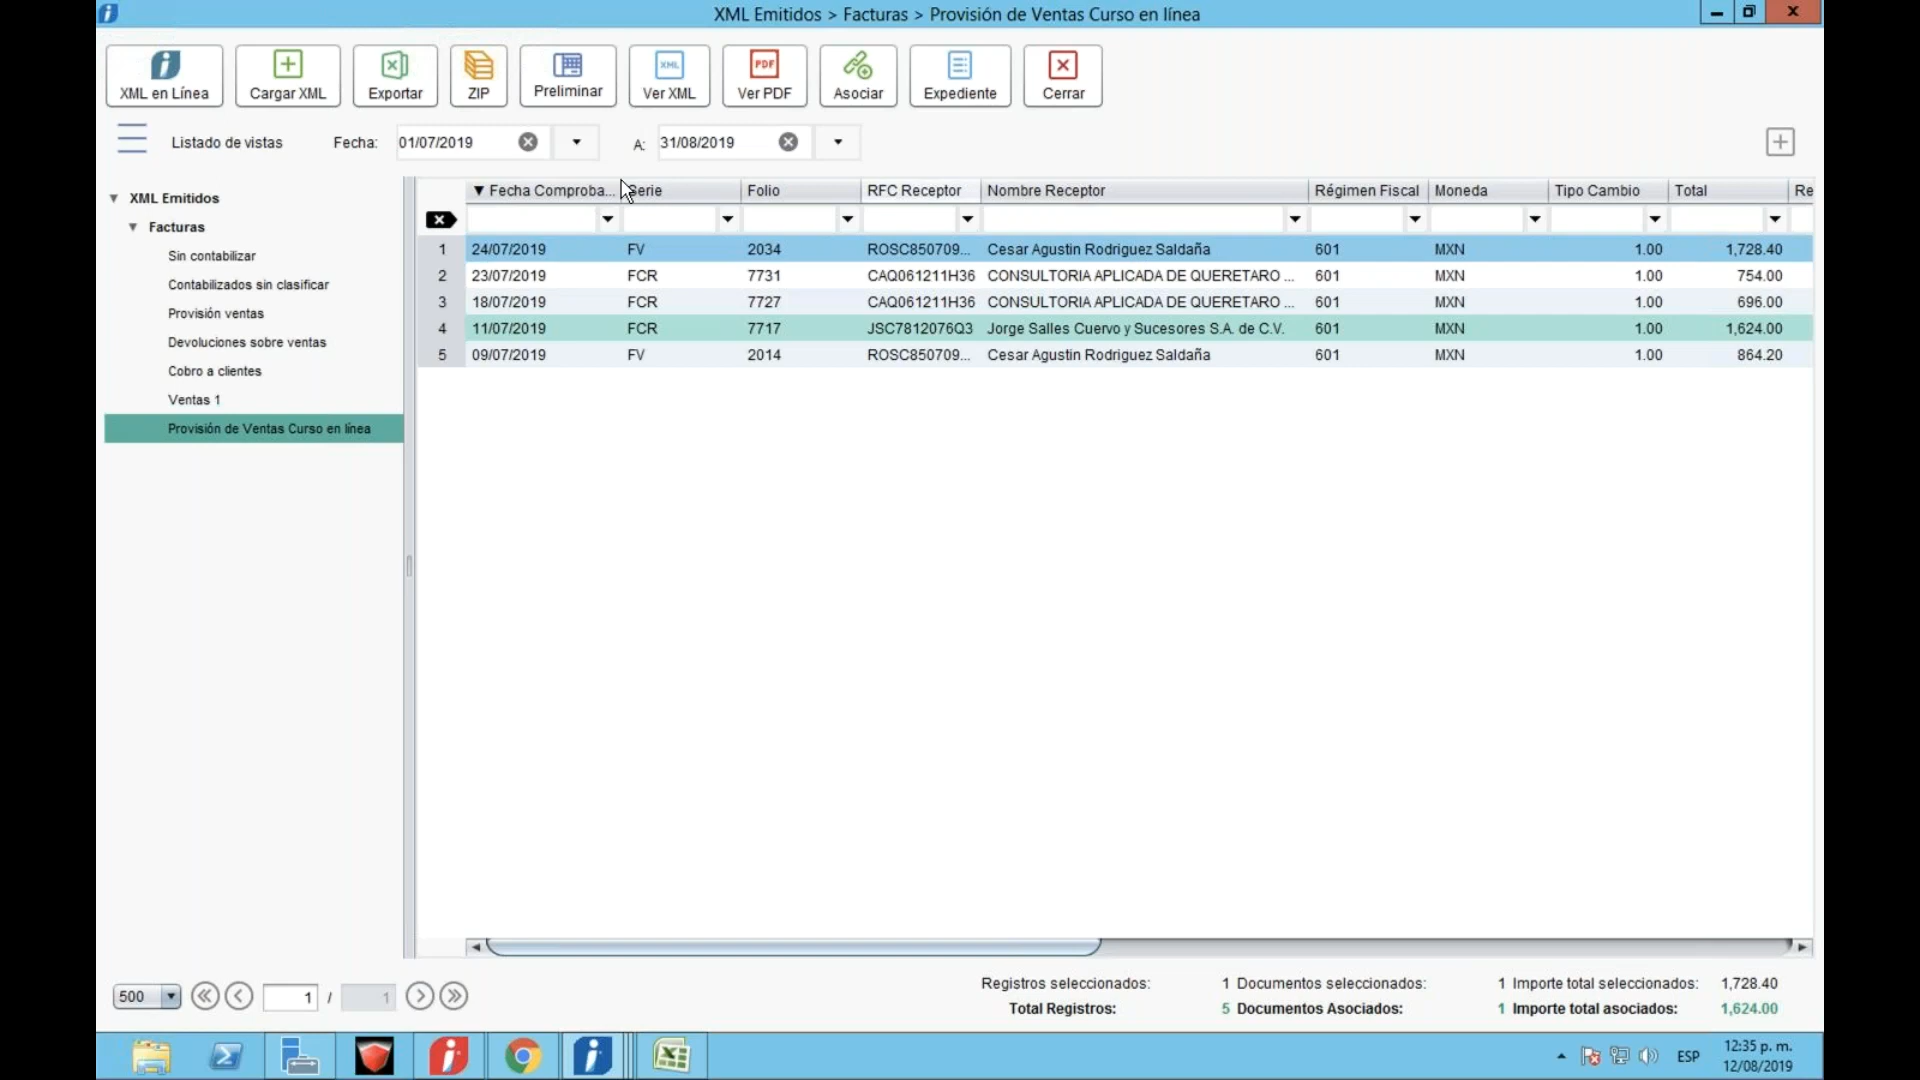 XML Emitidos > Facturas > Provisión de Ventas Curso en línea
XML en Línea Cargar XML Exportar ZIP Preliminar XML Ver XML PDF Ver PDF Asociar Expediente Cerrar
Listado de vistas Fecha: 01/07/2019 A: 31/08/2019
XML Emitidos
Facturas
Sin contabilizar
Contabilizados sin clasificar
Provisión ventas
Devoluciones sobre ventas
Cobro a clientes
Ventas 1
Provisión de Ventas Curso en línea
Fecha Comproba... Serie Folio RFC Receptor Nombre Receptor Régimen Fiscal Moneda Tipo Cambio Total Re
1 24/07/2019 FV 2034 ROSC850709... Cesar Agustin Rodriguez Saldaña 601 MXN 1.00 1,728.40
2 23/07/2019 FCR 7731 CAQ061211H36 CONSULTORIA APLICADA DE QUERETARO ... 601 MXN 1.00 754.00
3 18/07/2019 FCR 7727 CAQ061211H36 CONSULTORIA APLICADA DE QUERETARO ... 601 MXN 1.00 696.00
4 11/07/2019 FCR 7717 JSC7812076Q3 Jorge Salles Cuervo y Sucesores S.A. de C.V. 601 MXN 1.00 1,624.00
5 09/07/2019 FV 2014 ROSC850709... Cesar Agustin Rodriguez Saldaña 601 MXN 1.00 864.20
500 1 / 1
Registros seleccionados: 1 Documentos seleccionados: 1 Importe total seleccionados: 1,728.40
Total Registros: 5 Documentos Asociados: 1 Importe total asociados: 1,624.00
ESP 12:35 p. m.
12/08/2019